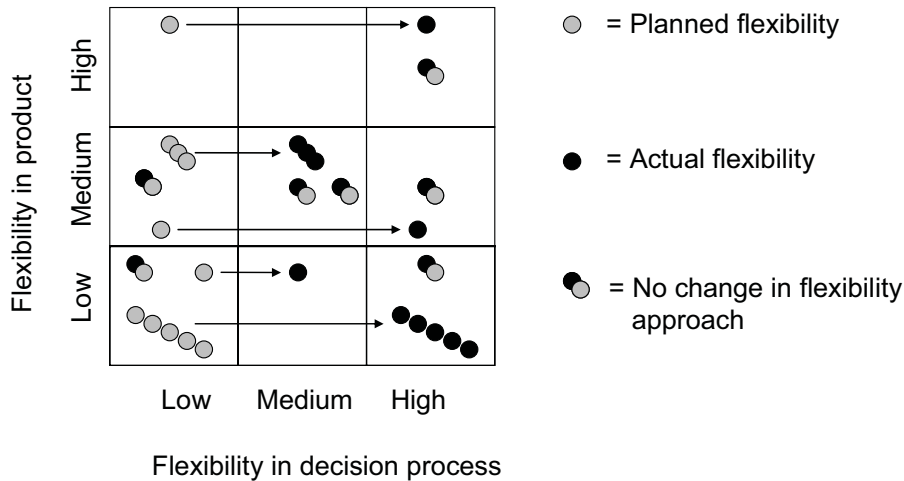 Flexibility in product
High
Medium
Low
Low Medium High
Flexibility in decision process
= Planned flexibility
= Actual flexibility
= No change in flexibility
approach